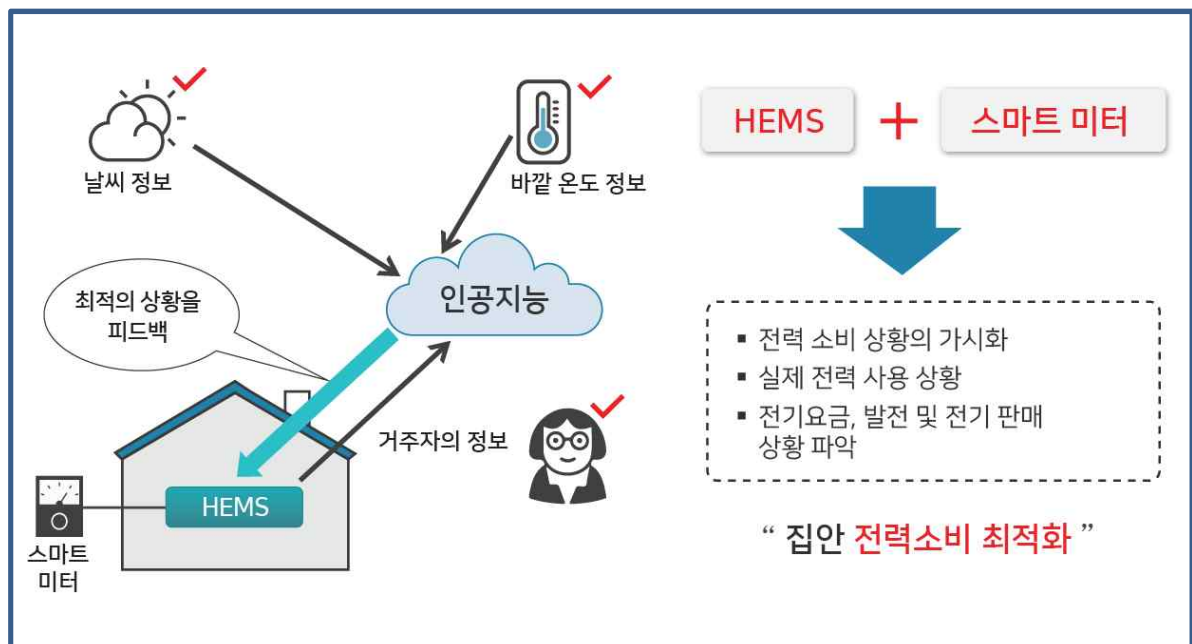 날씨 정보
바깥 온도 정보
인공지능
최적의 상황을
피드백
거주자의 정보
HEMS
스마트
미터
HEMS + 스마트 미터
▪ 전력 소비 상황의 가시화
▪ 실제 전력 사용 상황
▪ 전기요금, 발전 및 전기 판매
상황 파악
“ 집안 전력소비 최적화 ”